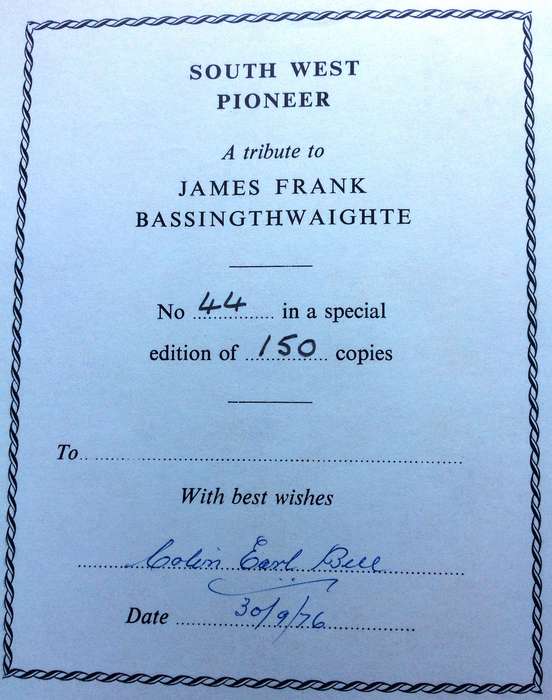 SOUTH WEST
PIONEER
A tribute to
JAMES FRANK
BASSINGTHWAIGHTE
No 44 in a special
edition of 150 copies
To
With best wishes
Colin Earl Bell
Date 30/9/76